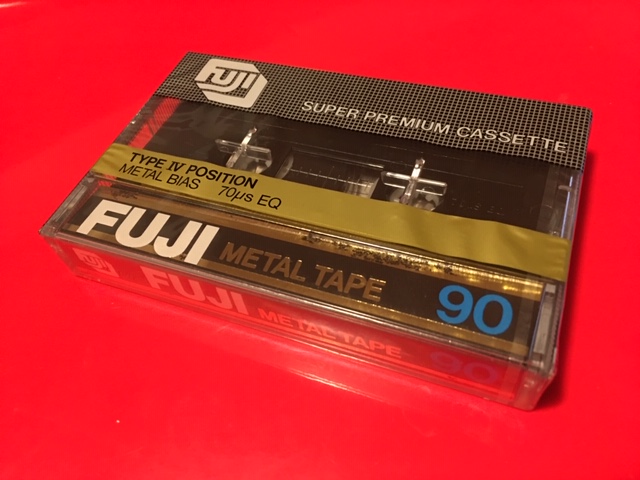 FUJI
SUPER PREMIUM CASSETTE
TYPE IV POSITION
METAL BIAS 70µs EQ
FUJI METAL TAPE 90
FUJI METAL TAPE 90